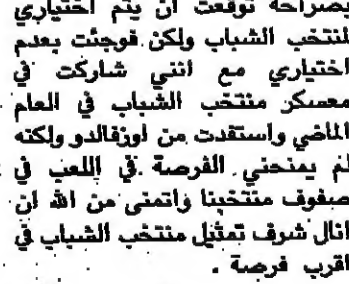 بصراحة توقعت ان يتم اختياري
لمنتخب الشباب ولكن فوجئت بعدم
اختياري مع انني شاركت في
معسكر منتخب الشباب في العام
الماضي واستفدت من اوزفالدو ولكنه
لم يمنحني الفرصة في اللعب في
صفوف منتخبنا واتمنى من الله ان
انال شرف تمثيل منتخب الشباب في
اقرب فرصة .